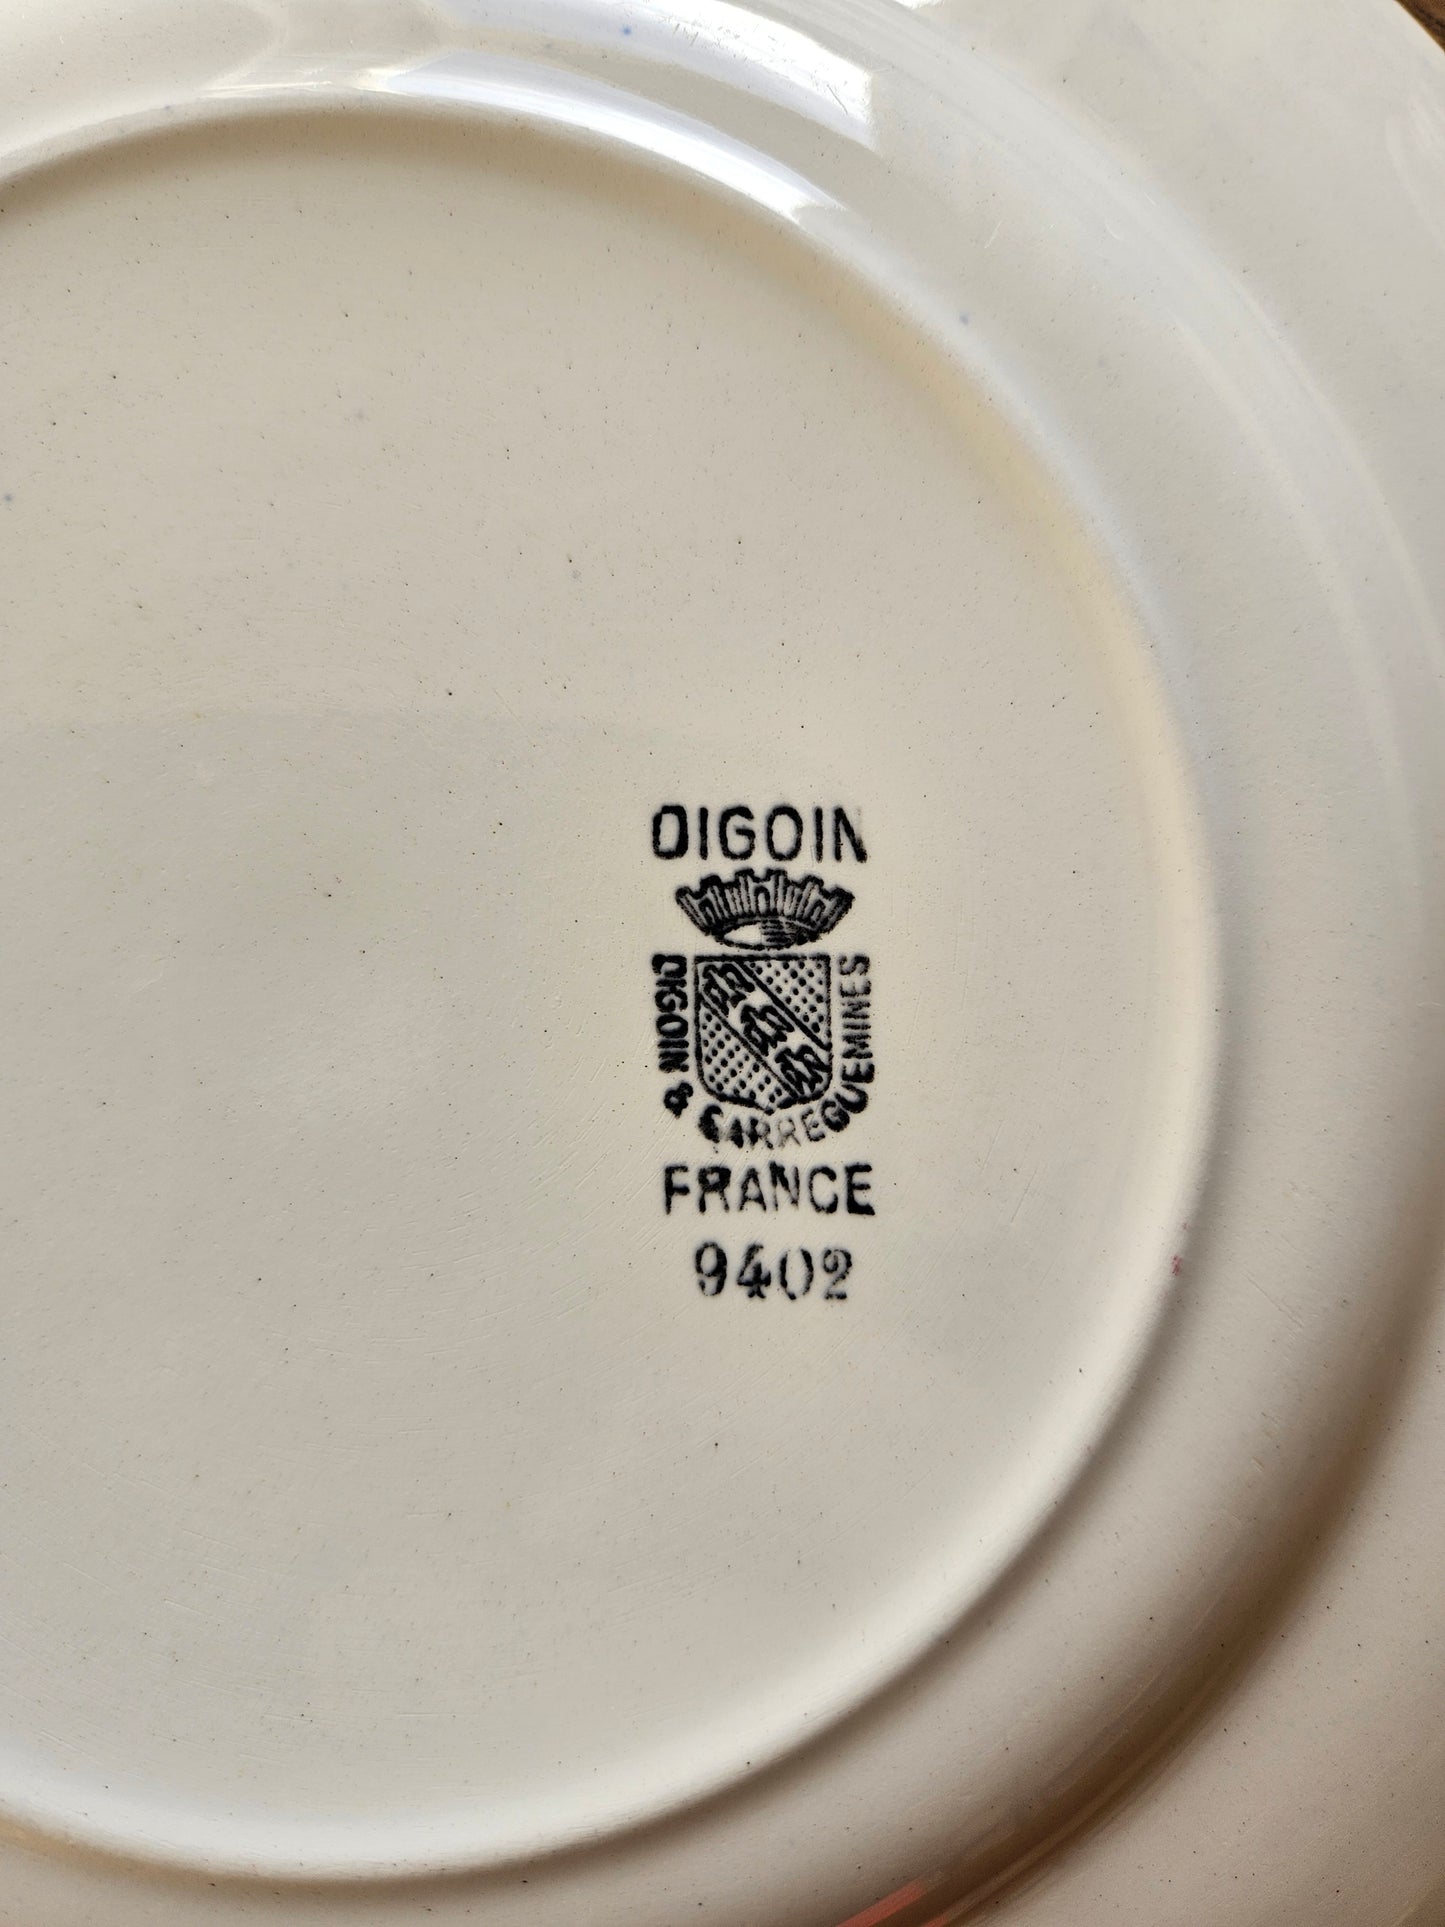 DIGOIN
DIGOIN & SARREGUEMINES
FRANCE
9402